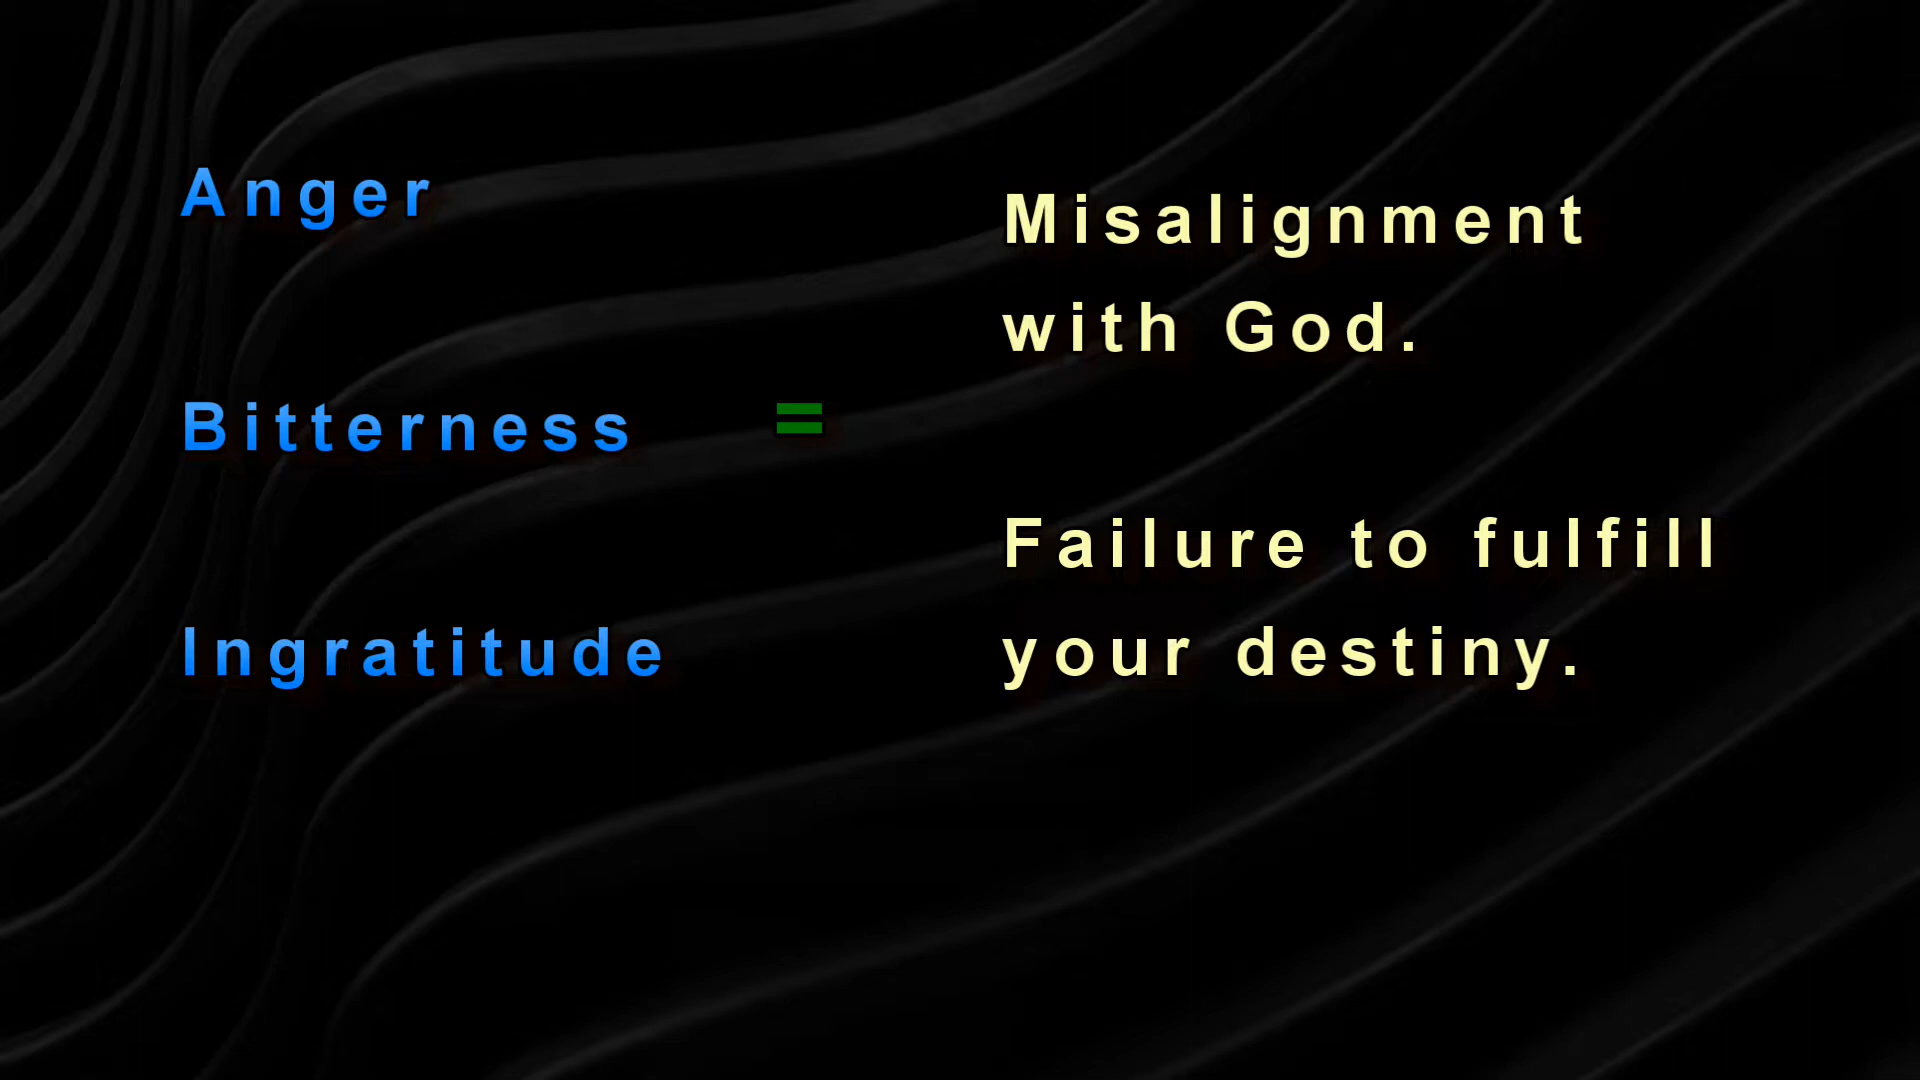 Anger
Bitterness
Ingratitude
=
Misalignment
with God.
Failure to fulfill
your destiny.